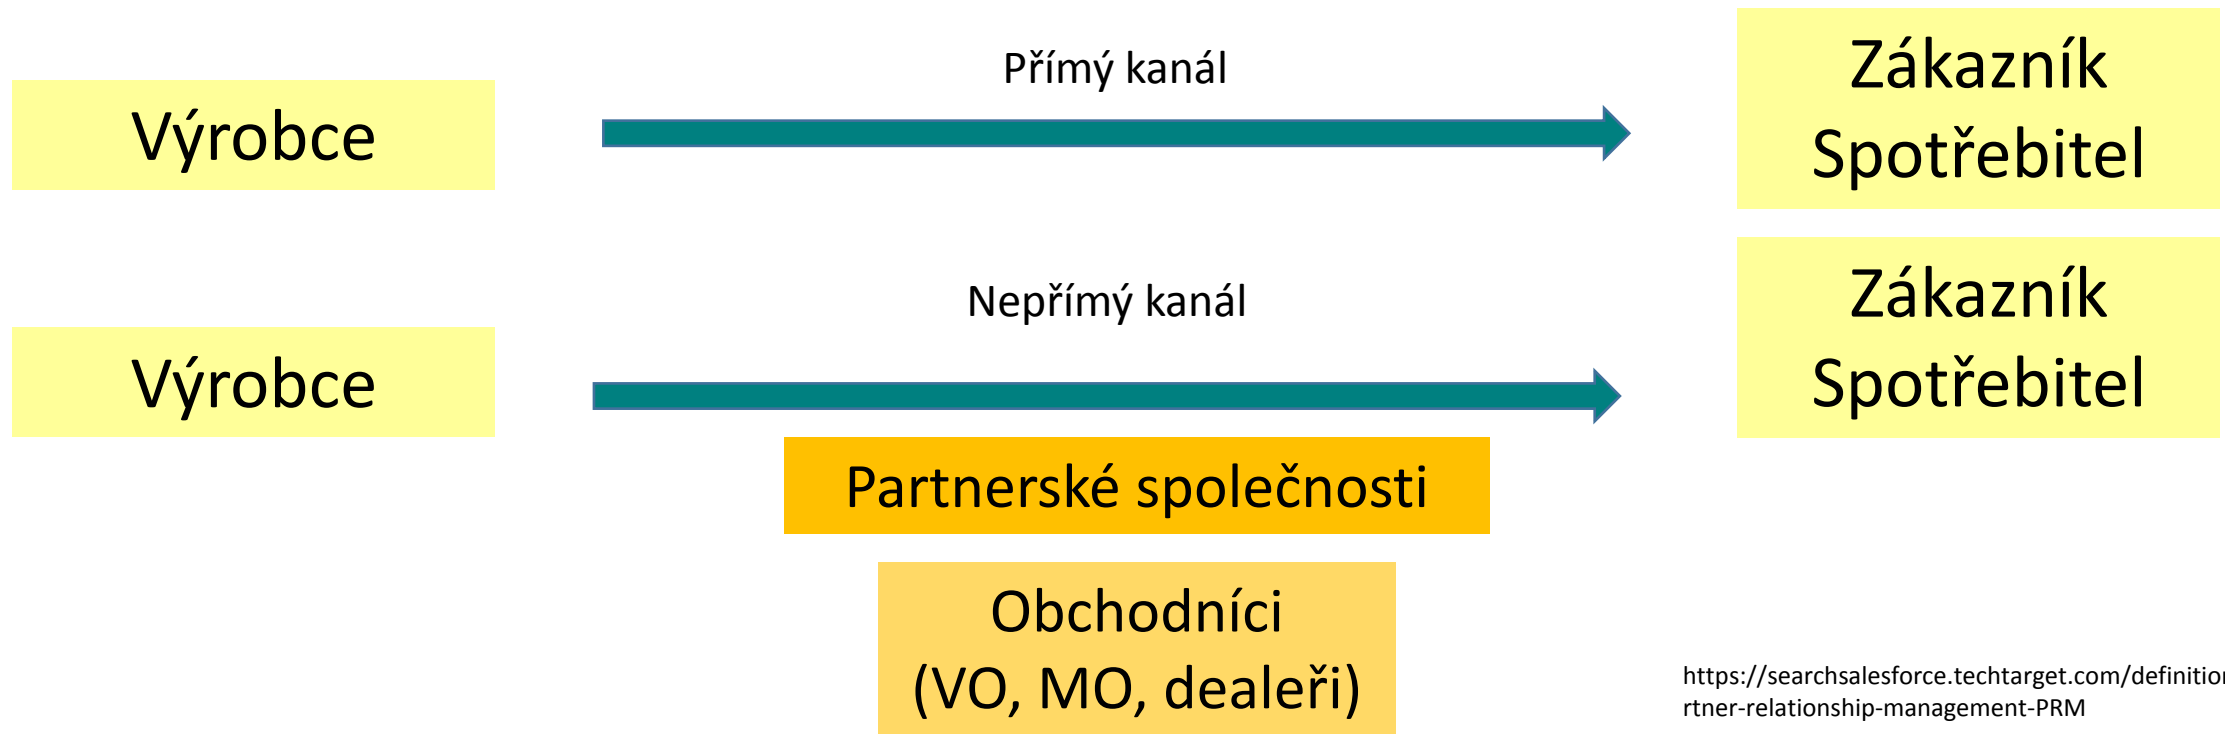 Přímý kanál
Výrobce
Zákazník
Spotřebitel
Nepřímý kanál
Výrobce
Zákazník
Spotřebitel
Partnerské společnosti
Obchodníci
(VO, MO, dealeři)
https://searchsalesforce.techtarget.com/definition
rtner-relationship-management-PRM